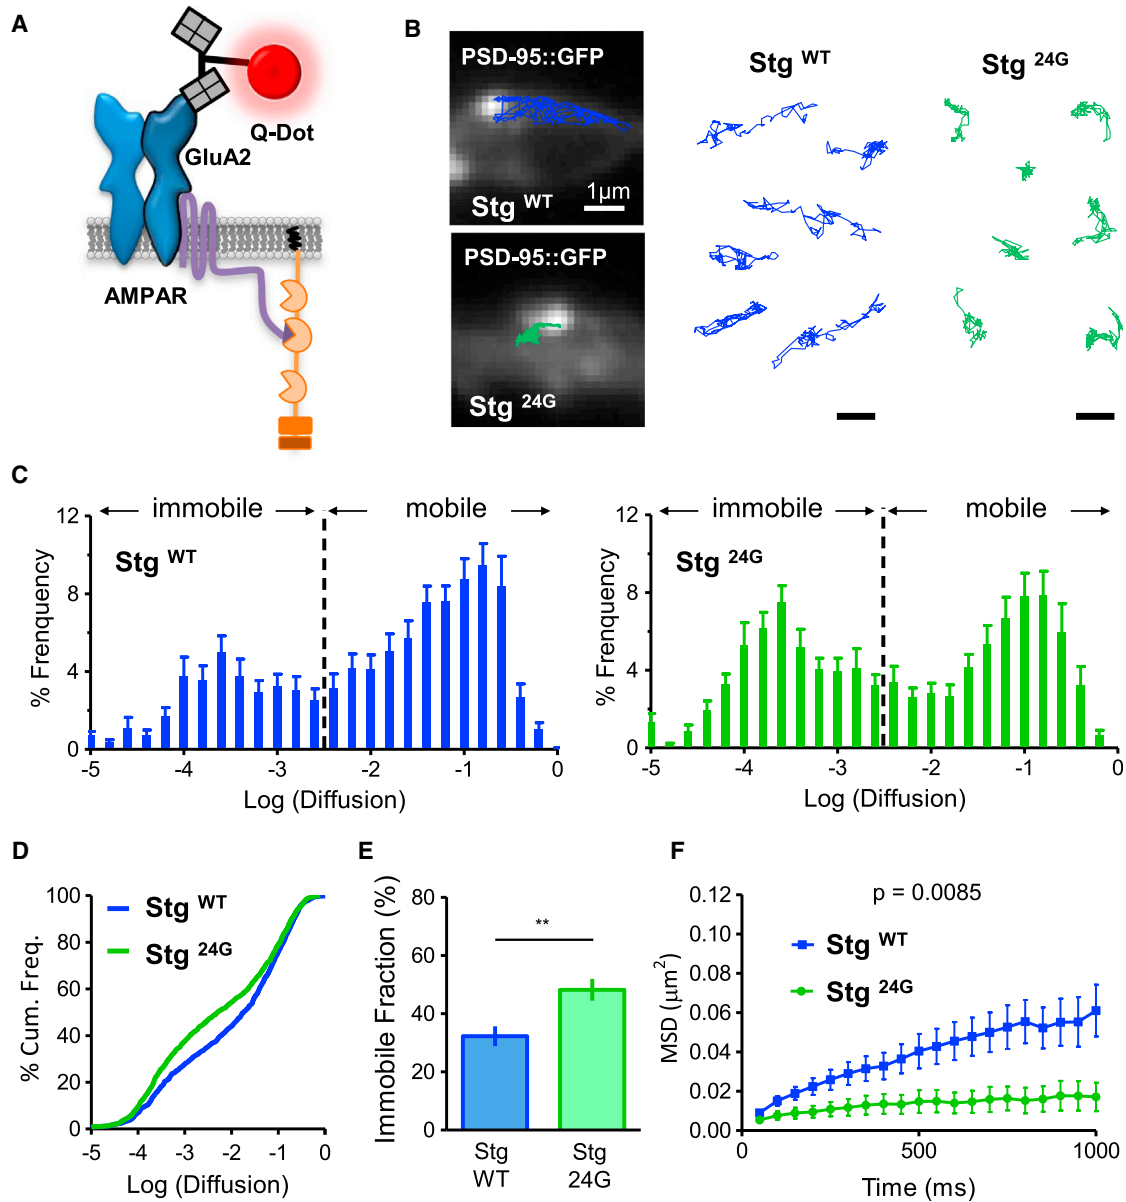 A
Q-Dot
GluA2
AMPAR
B
PSD-95::GFP
Stg WT
1µm
PSD-95::GFP
Stg 24G
Stg WT
Stg 24G
C
immobile
mobile
Stg WT
% Frenquency
12
8
4
0
-5 -4 -3 -2 -1 0
Log (Diffusion)
immobile
mobile
Stg 24G
% Frenquency
12
8
4
0
-5 -4 -3 -2 -1 0
Log (Diffusion)
D
Stg WT
Stg 24G
% Cum. Freq.
100
80
60
40
20
0
-5 -4 -3 -2 -1 0
Log (Diffusion)
E
Immobile Fraction (%)
80
60
40
20
0
**
Stg WT
Stg 24G
F
p = 0.0085
Stg WT
Stg 24G
MSD (µm2)
0.12
0.10
0.08
0.06
0.04
0.02
0.00
0 500 1000
Time (ms)